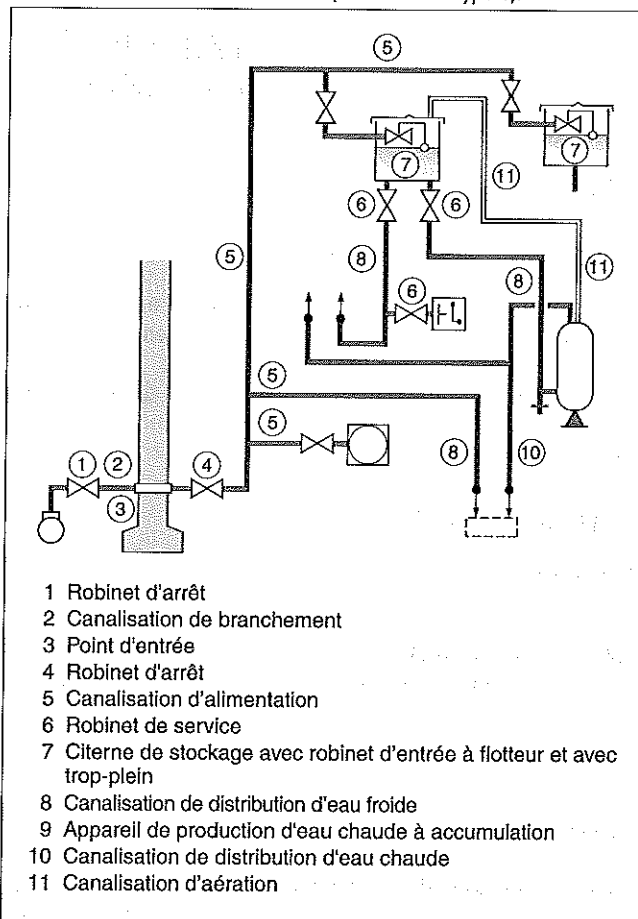 5
7
7
11
6
6
5
8
6
8
11
5
5
1
2
4
8
10
3
1 Robinet d'arrêt
2 Canalisation de branchement
3 Point d'entrée
4 Robinet d'arrêt
5 Canalisation d'alimentation
6 Robinet de service
7 Citerne de stockage avec robinet d'entrée à flotteur et avec
trop-plein
8 Canalisation de distribution d'eau froide
9 Appareil de production d'eau chaude à accumulation
10 Canalisation de distribution d'eau chaude
11 Canalisation d'aération